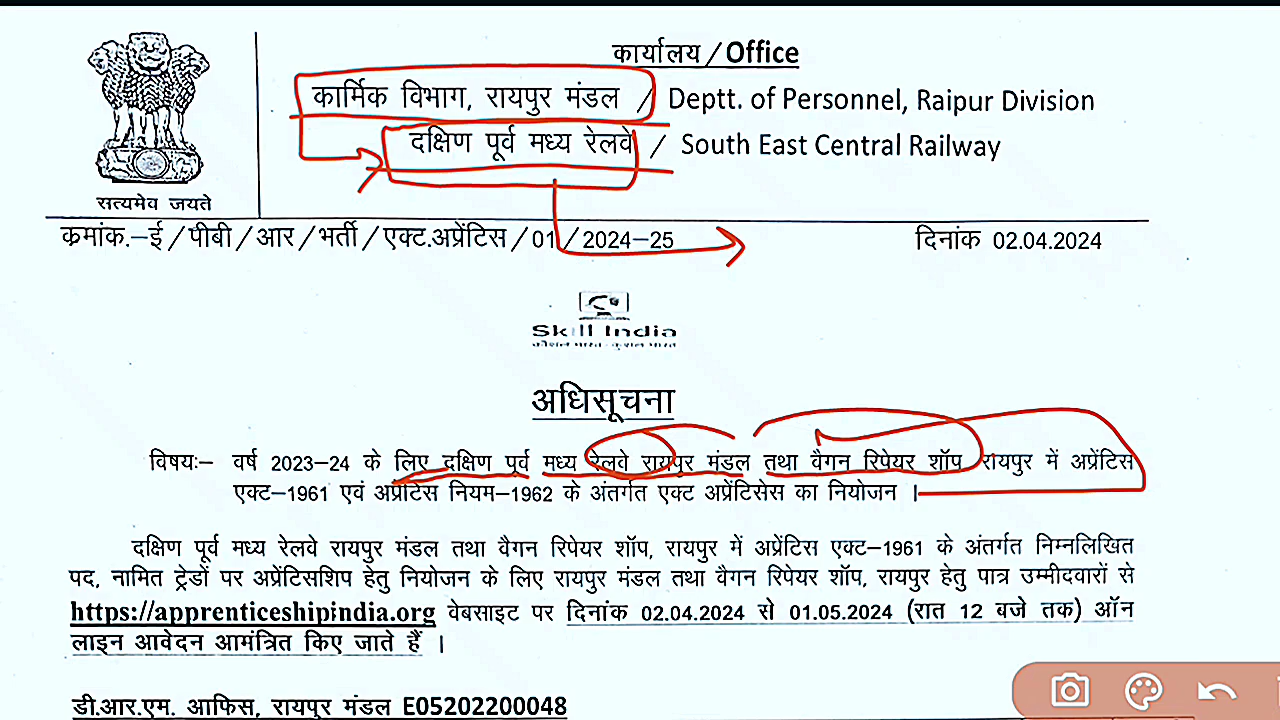 कार्यालय / Office
कार्मिक विभाग, रायपुर मंडल / Deptt. of Personnel, Raipur Division
दक्षिण पूर्व मध्य रेलवे / South East Central Railway
सत्यमेव जयते
क्रमांक.–ई / पीबी / आर / भर्ती / एक्ट.अप्रेंटिस / 01 / 2024–25 दिनांक 02.04.2024
Skill India
कौशल भारत - कुशल भारत
अधिसूचना
विषयः– वर्ष 2023–24 के लिए दक्षिण पूर्व मध्य रेलवे रायपुर मंडल तथा वैगन रिपेयर शॉप रायपुर में अप्रेंटिस
एक्ट–1961 एवं अप्रेंटिस नियम–1962 के अंतर्गत एक्ट अप्रेंटिसेस का नियोजन ।
दक्षिण पूर्व मध्य रेलवे रायपुर मंडल तथा वैगन रिपेयर शॉप, रायपुर में अप्रेंटिस एक्ट–1961 के अंतर्गत निम्नलिखित
पद, नामित ट्रेडों पर अप्रेंटिसशिप हेतु नियोजन के लिए रायपुर मंडल तथा वैगन रिपेयर शॉप, रायपुर हेतु पात्र उम्मीदवारों से
https://apprenticeshipindia.org वेबसाइट पर दिनांक 02.04.2024 से 01.05.2024 (रात 12 बजे तक) ऑन
लाइन आवेदन आमंत्रित किए जाते हैं ।
डी.आर.एम. आफिस, रायपुर मंडल E05202200048